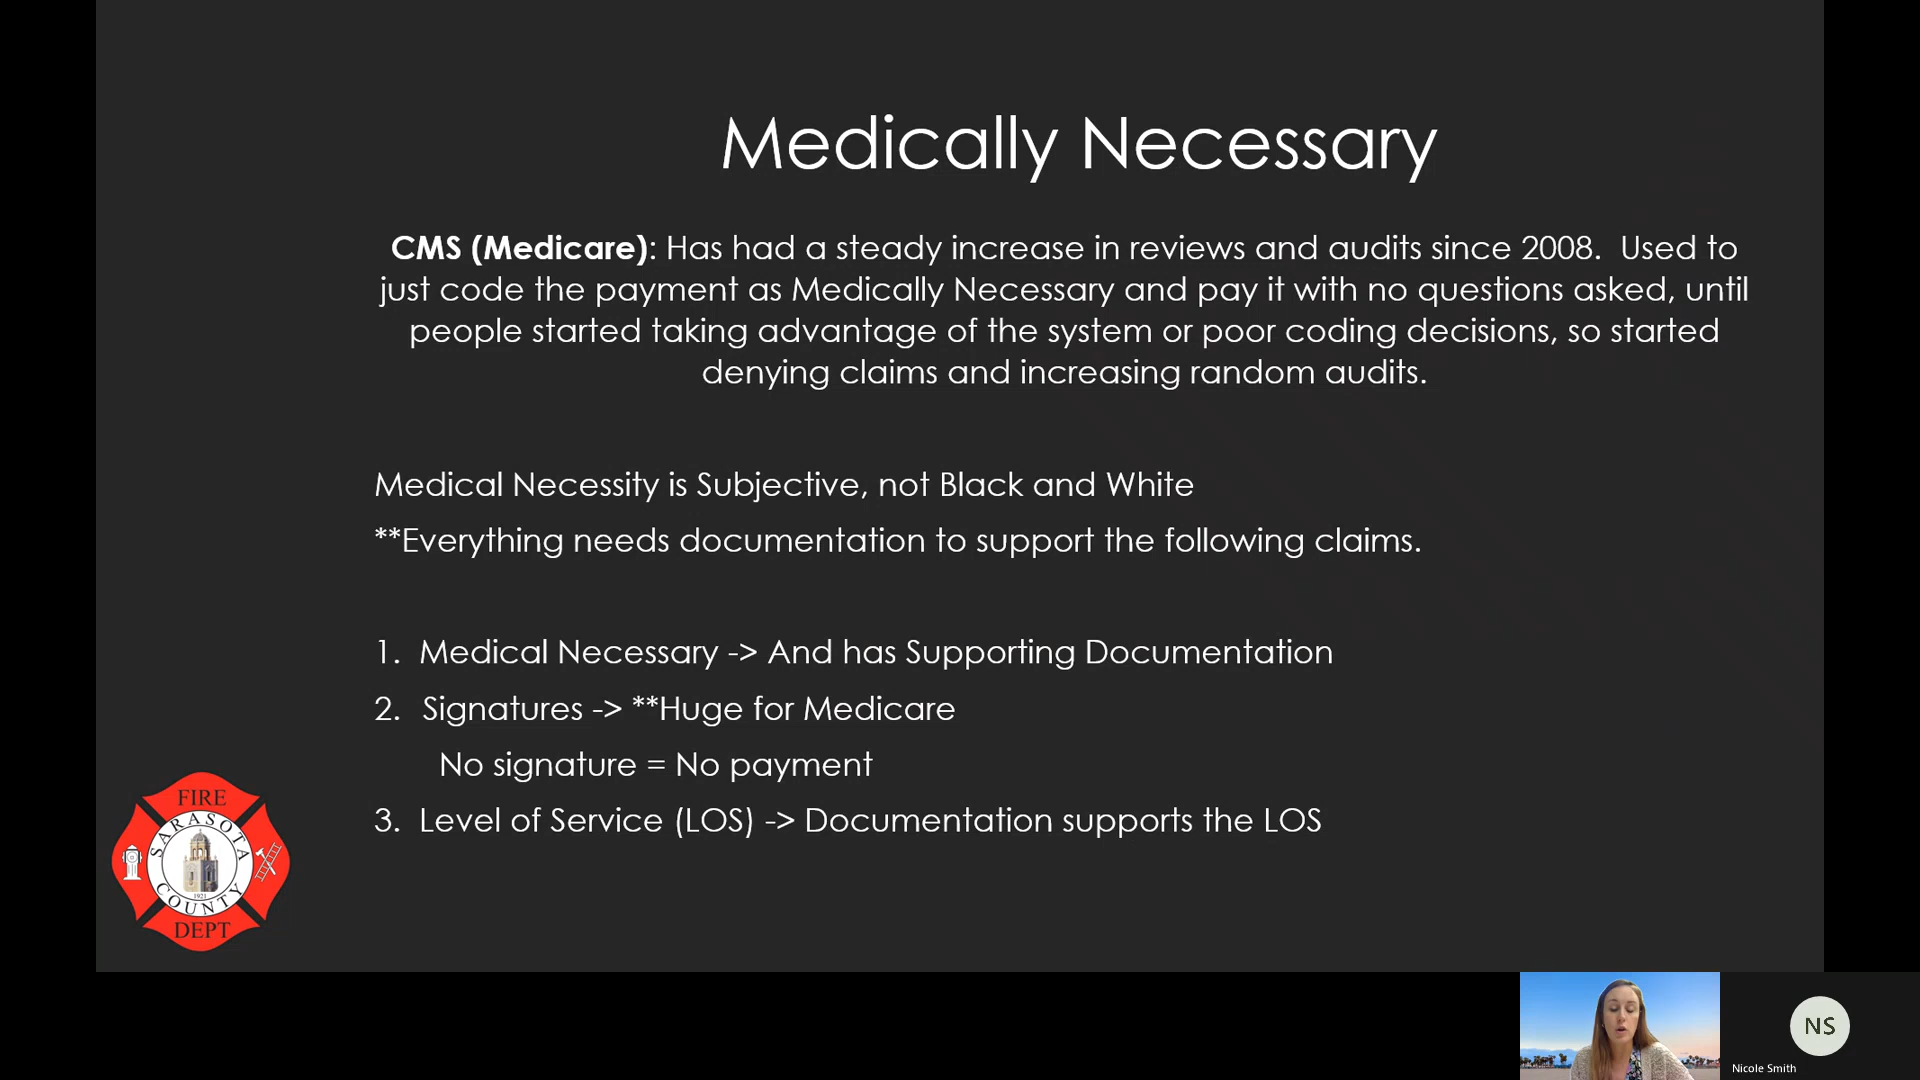 Medically Necessary
CMS (Medicare): Has had a steady increase in reviews and audits since 2008.  Used to
just code the payment as Medically Necessary and pay it with no questions asked, until
people started taking advantage of the system or poor coding decisions, so started
denying claims and increasing random audits.
Medical Necessity is Subjective, not Black and White
**Everything needs documentation to support the following claims.
1.  Medical Necessary -> And has Supporting Documentation
2.  Signatures -> **Huge for Medicare
No signature = No payment
3.  Level of Service (LOS) -> Documentation supports the LOS
FIRE
SARASOTA
1921
COUNTY
DEPT
NS
Nicole Smith